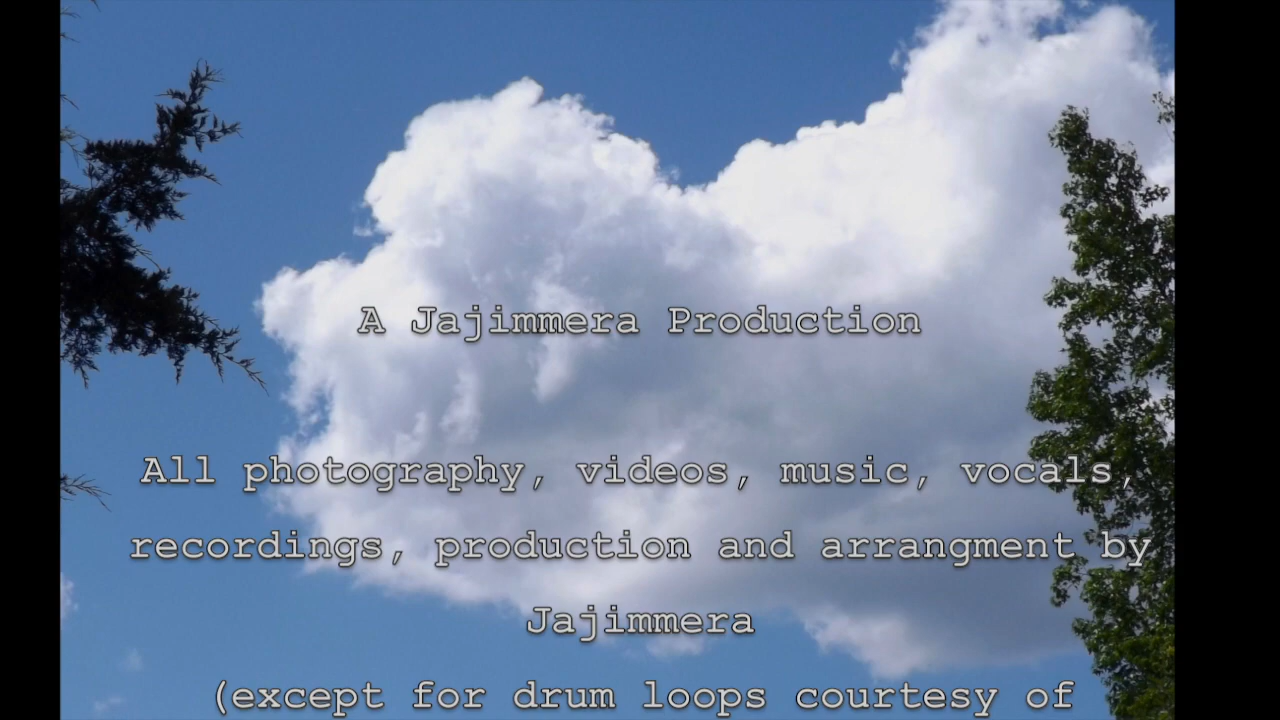 A Jajimmera Production
All photography, videos, music, vocals,
recordings, production and arrangment by
Jajimmera
(except for drum loops courtesy of